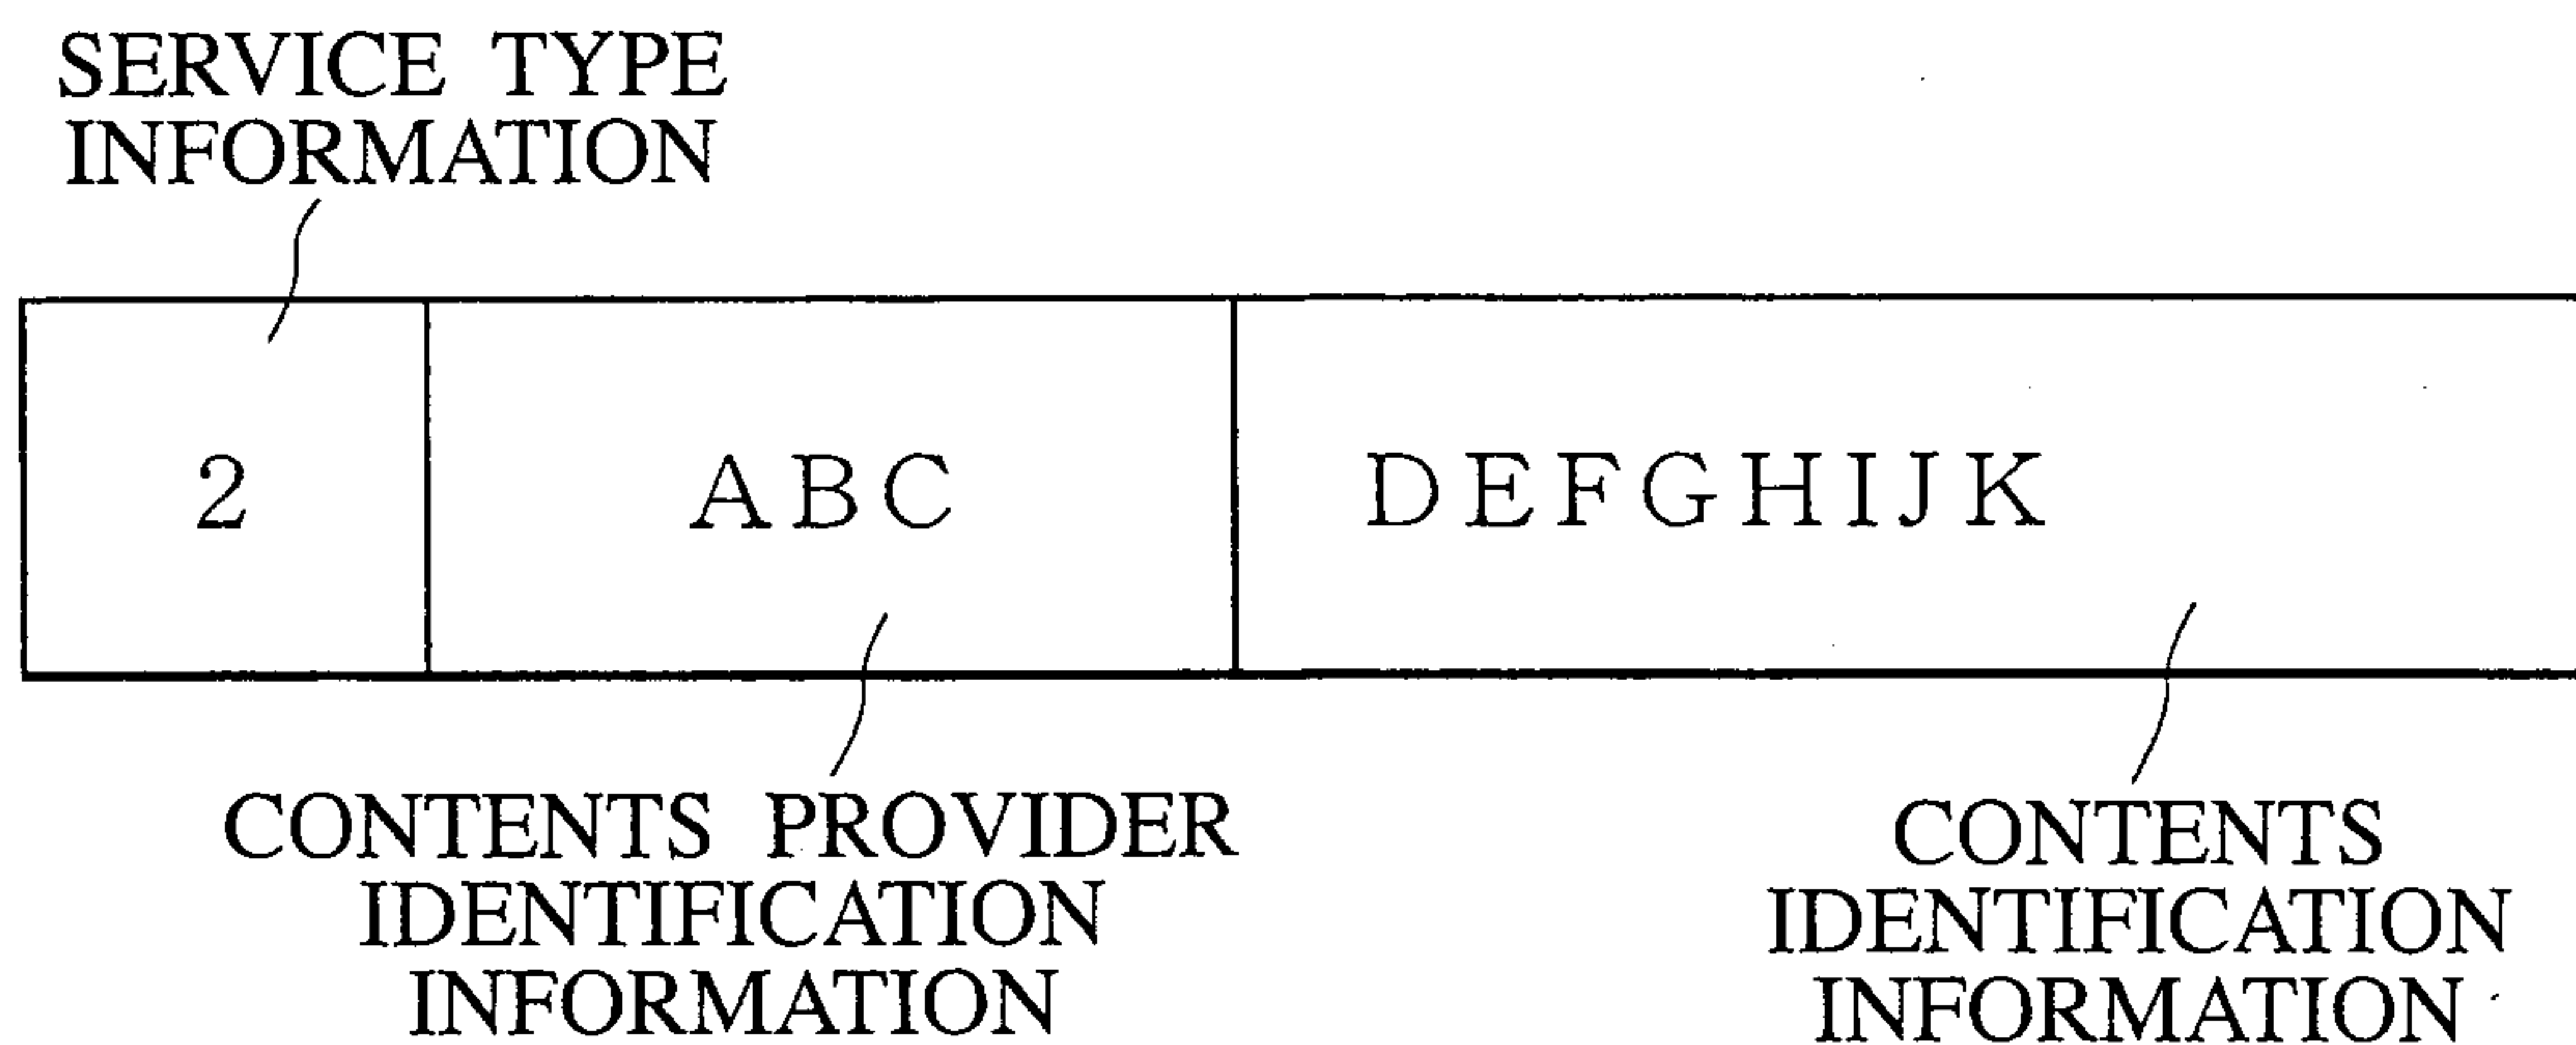 SERVICE TYPE
INFORMATION
2
ABC
DEFGHIJK
CONTENTS PROVIDER
IDENTIFICATION
INFORMATION
CONTENTS
IDENTIFICATION
INFORMATION